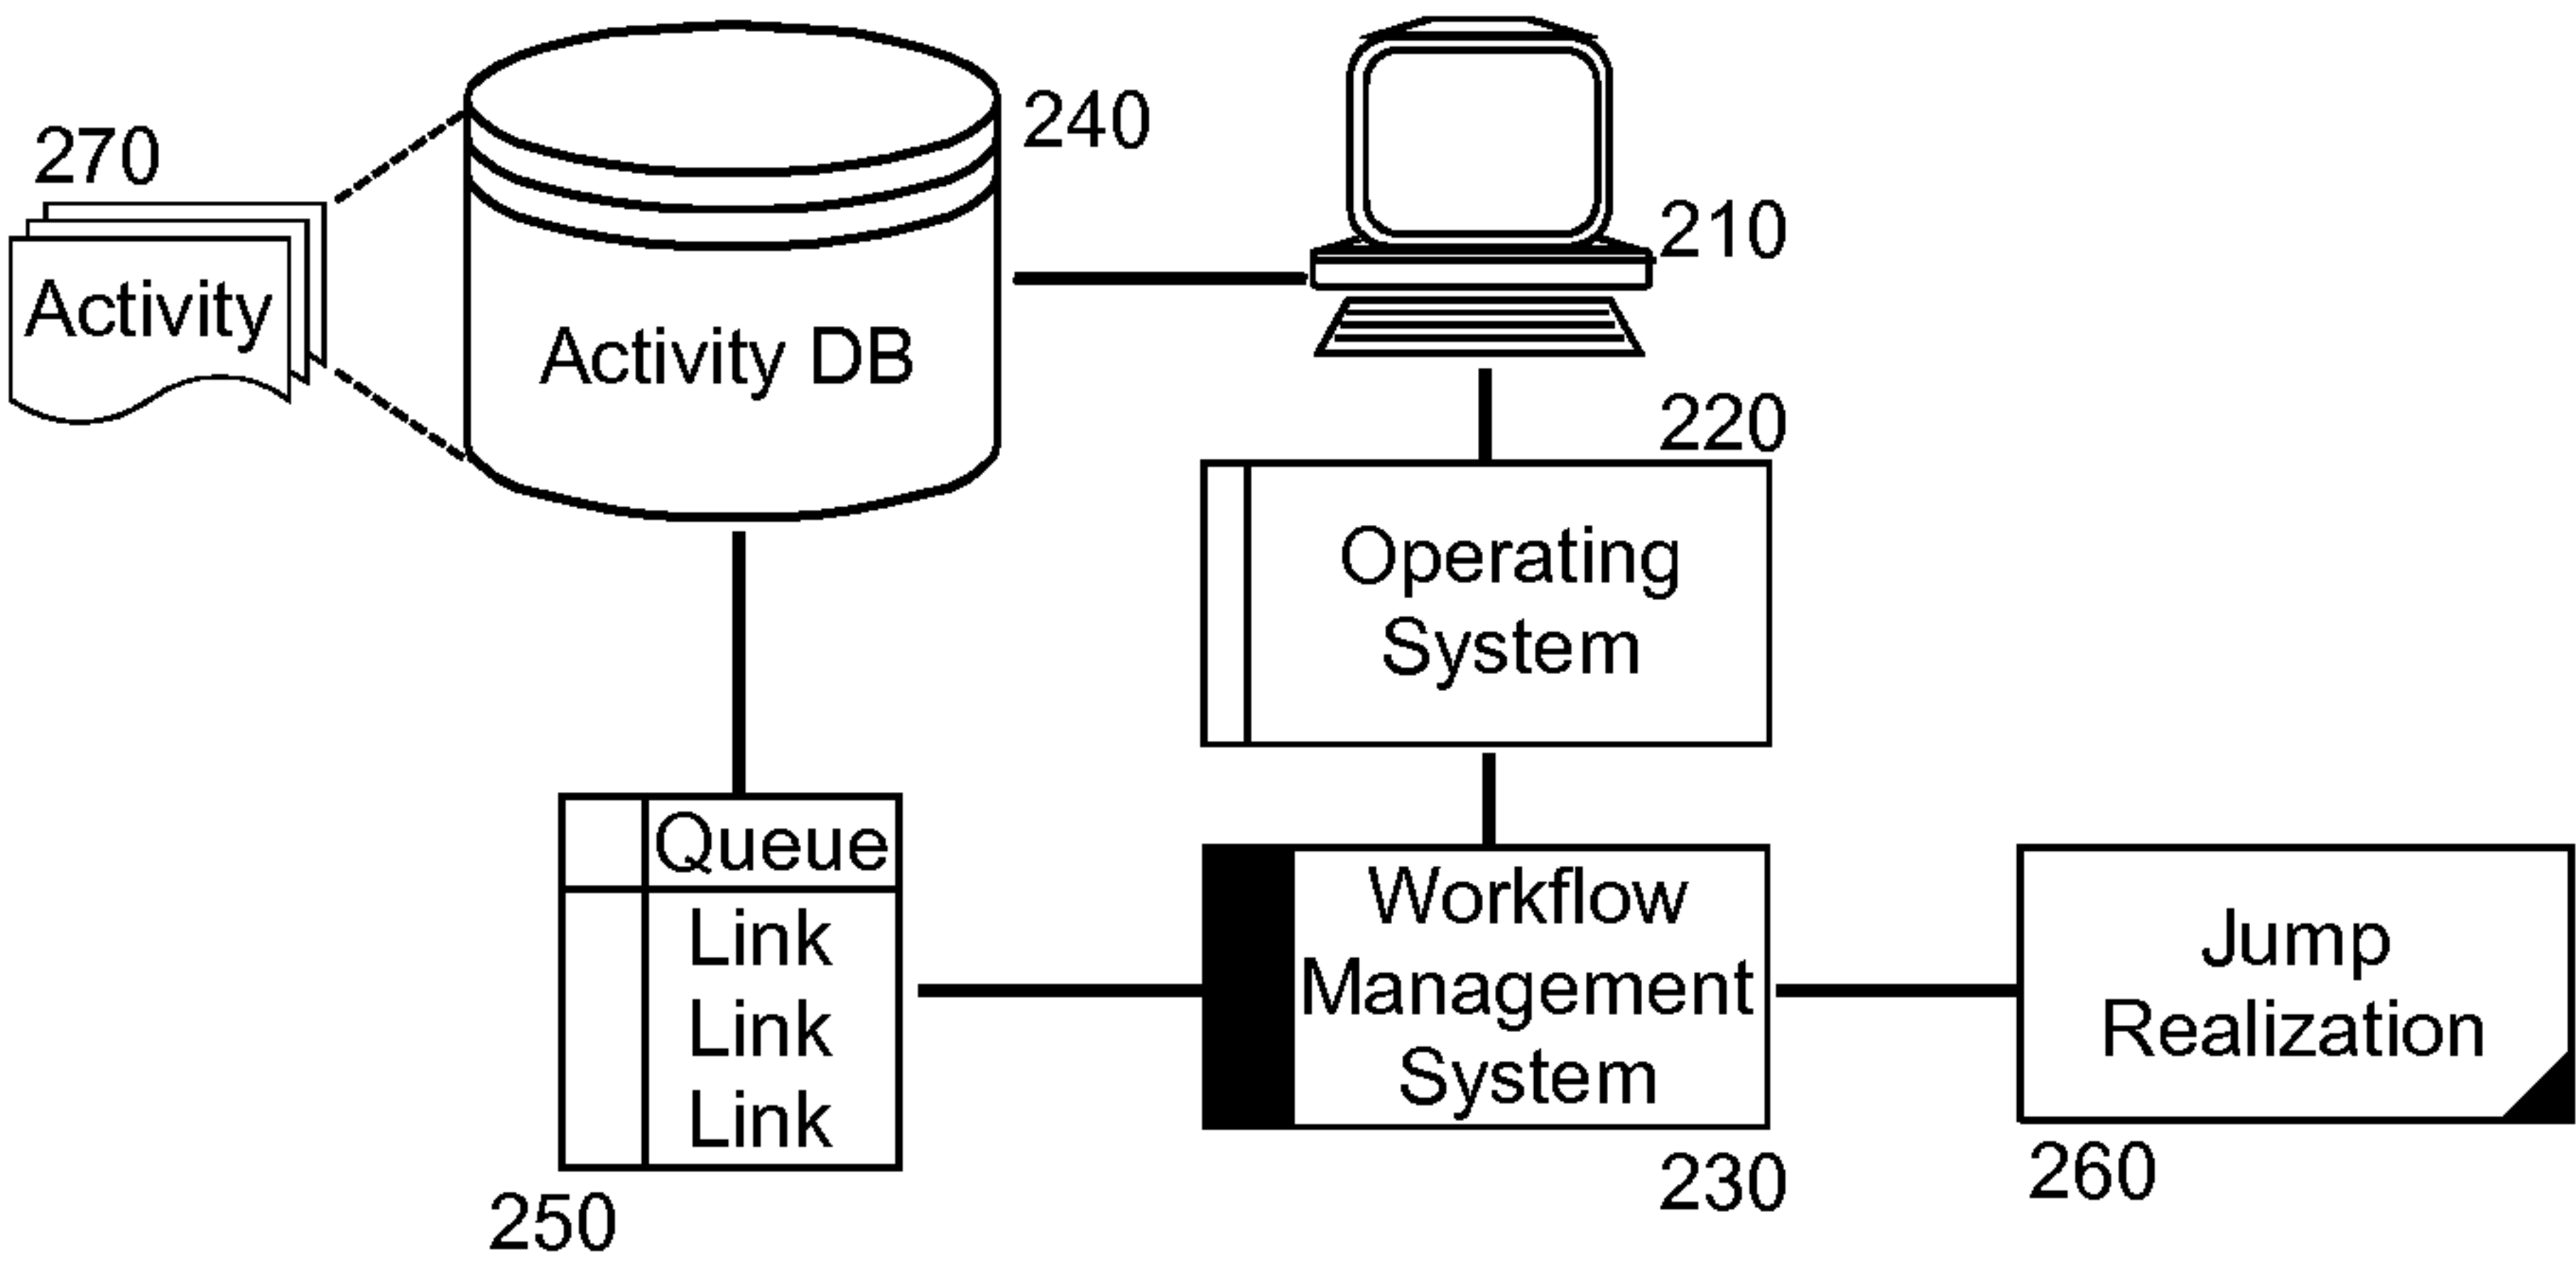 270
Activity
240
Activity DB
210
220
Operating
System
Queue
Link
Link
Link
250
Workflow
Management
System
230
Jump
Realization
260